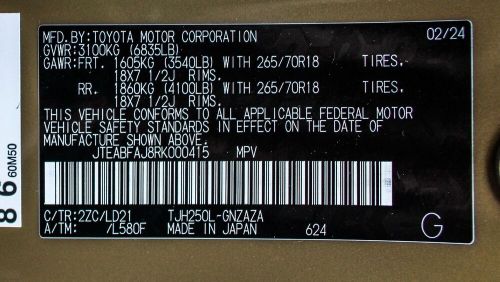 MFD.BY:TOYOTA MOTOR CORPORATION 02/24
GVWR:3100KG (6835LB)
GAWR:FRT. 1605KG (3540LB) WITH 265/70R18 TIRES.
18X7 1/2J RIMS.
RR. 1860KG (4100LB) WITH 265/70R18 TIRES.
18X7 1/2J RIMS.
THIS VEHICLE CONFORMS TO ALL APPLICABLE FEDERAL MOTOR
VEHICLE SAFETY STANDARDS IN EFFECT ON THE DATE OF
MANUFACTURE SHOWN ABOVE.
JTEABFAJ8RK000415 MPV
C/TR:2ZC/LD21 TJH250L-GNZAZA
A/TM: /L580F MADE IN JAPAN 624
G
8 6
60M50